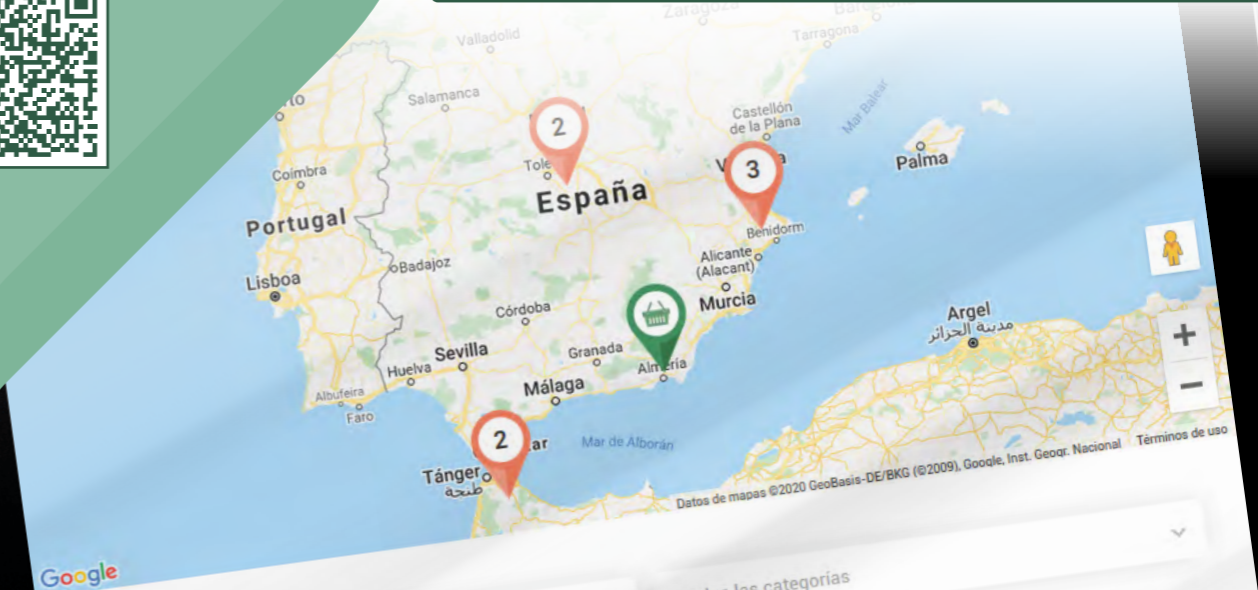 Zaragoza
Valladolid
Tarragona
Salamanca
Castellón
de la Plana
Mar Balear
2
Coimbra
3
Palma
España
Portugal
Benidorm
Badajoz
Alicante
(Alacant)
Lisboa
Murcia
Córdoba
Argel
مدينة الجزائر
Sevilla
Granada
Huelva
Almería
Albufeira
Málaga
Faro
2
Mar de Alborán
Tánger
طنجة
+
−
Datos de mapas ©2020 GeoBasis-DE/BKG (©2009), Google, Inst. Geogr. Nacional
Términos de uso
Google
las categorías